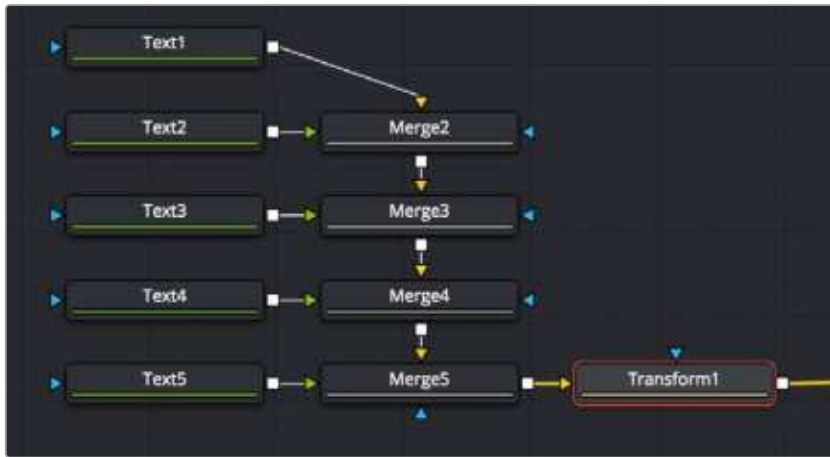 Text1
Text2 Merge2
Text3 Merge3
Text4 Merge4
Text5 Merge5 Transform1